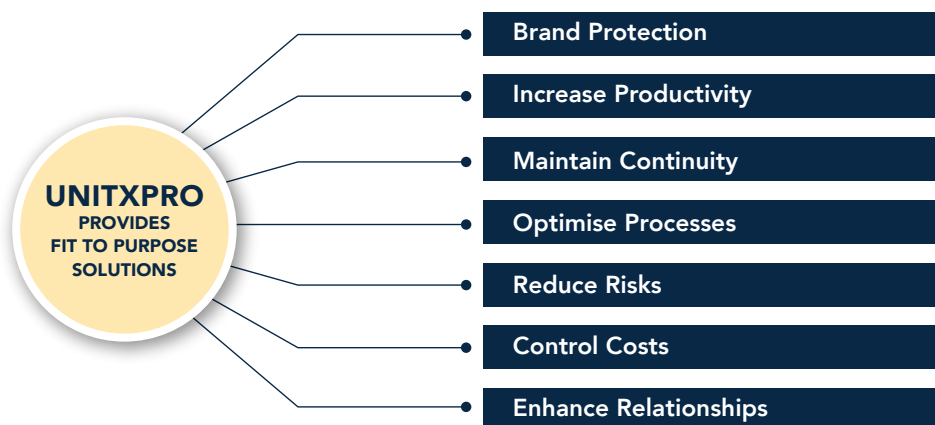 UNITXPRO
PROVIDES
FIT TO PURPOSE
SOLUTIONS
Brand Protection
Increase Productivity
Maintain Continuity
Optimise Processes
Reduce Risks
Control Costs
Enhance Relationships